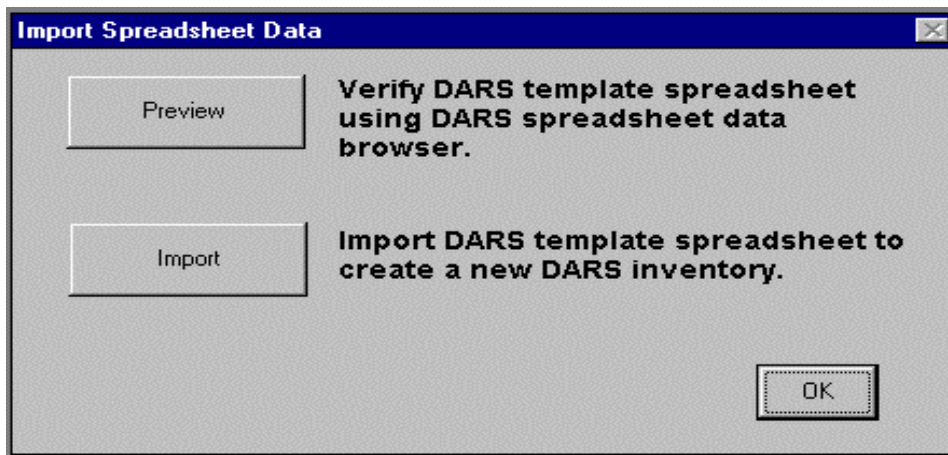 Import Spreadsheet Data
Preview
Verify DARS template spreadsheet
using DARS spreadsheet data
browser.
Import
Import DARS template spreadsheet to
create a new DARS inventory.
OK